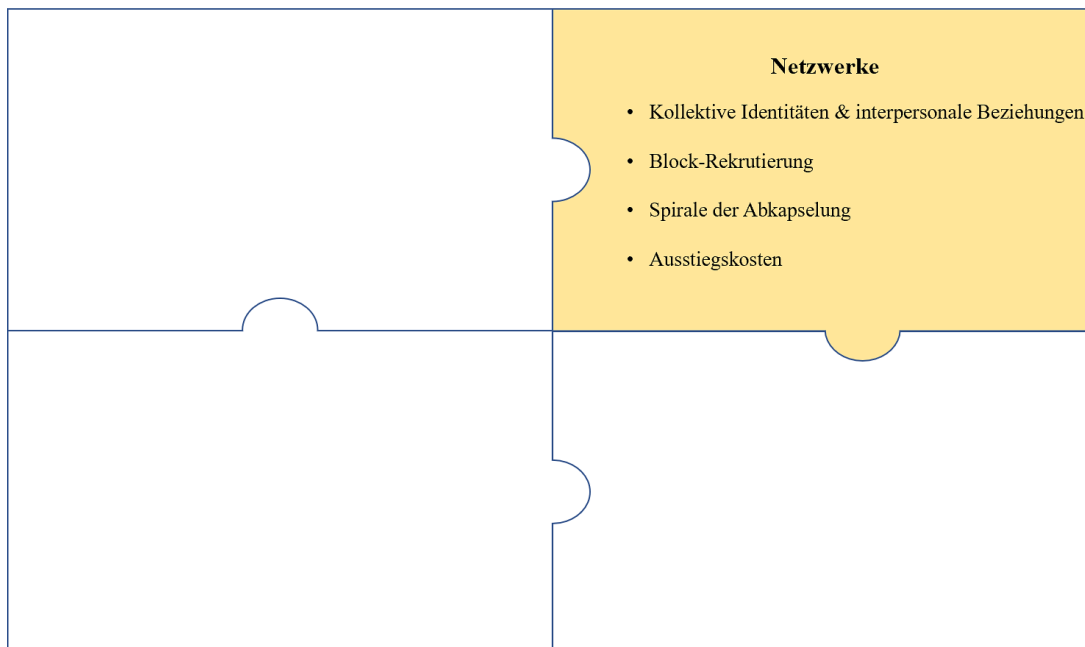 Netzwerke
• Kollektive Identitäten & interpersonale Beziehungen
• Block-Rekrutierung
• Spirale der Abkapselung
• Ausstiegskosten